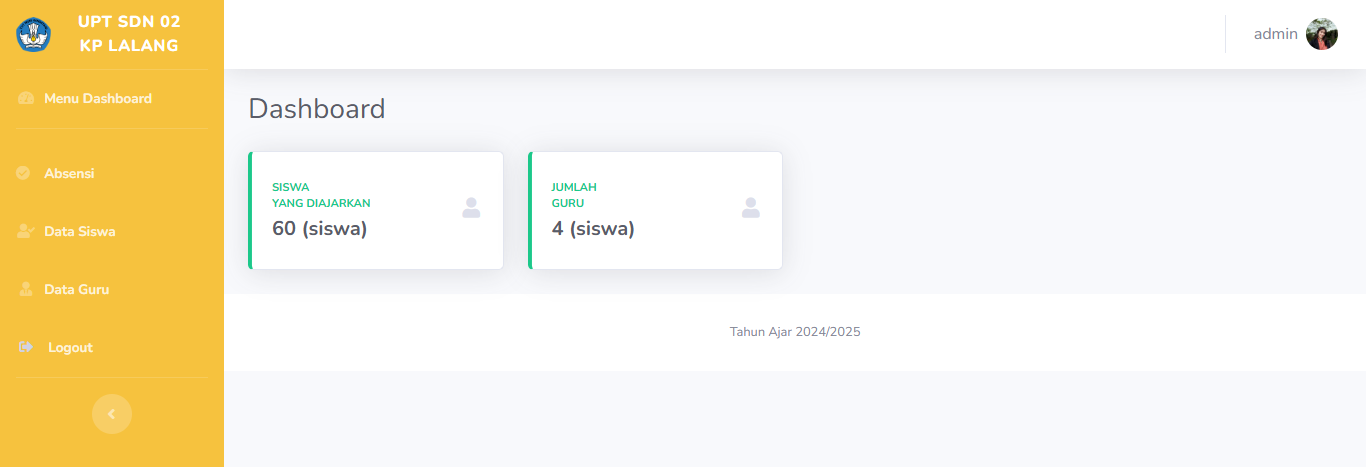 UPT SDN 02
KP LALANG
admin
Menu Dashboard
Dashboard
Absensi
Data Siswa
Data Guru
Logout
SISWA
YANG DIAJARKAN
60 (siswa)
JUMLAH
GURU
4 (siswa)
Tahun Ajar 2024/2025